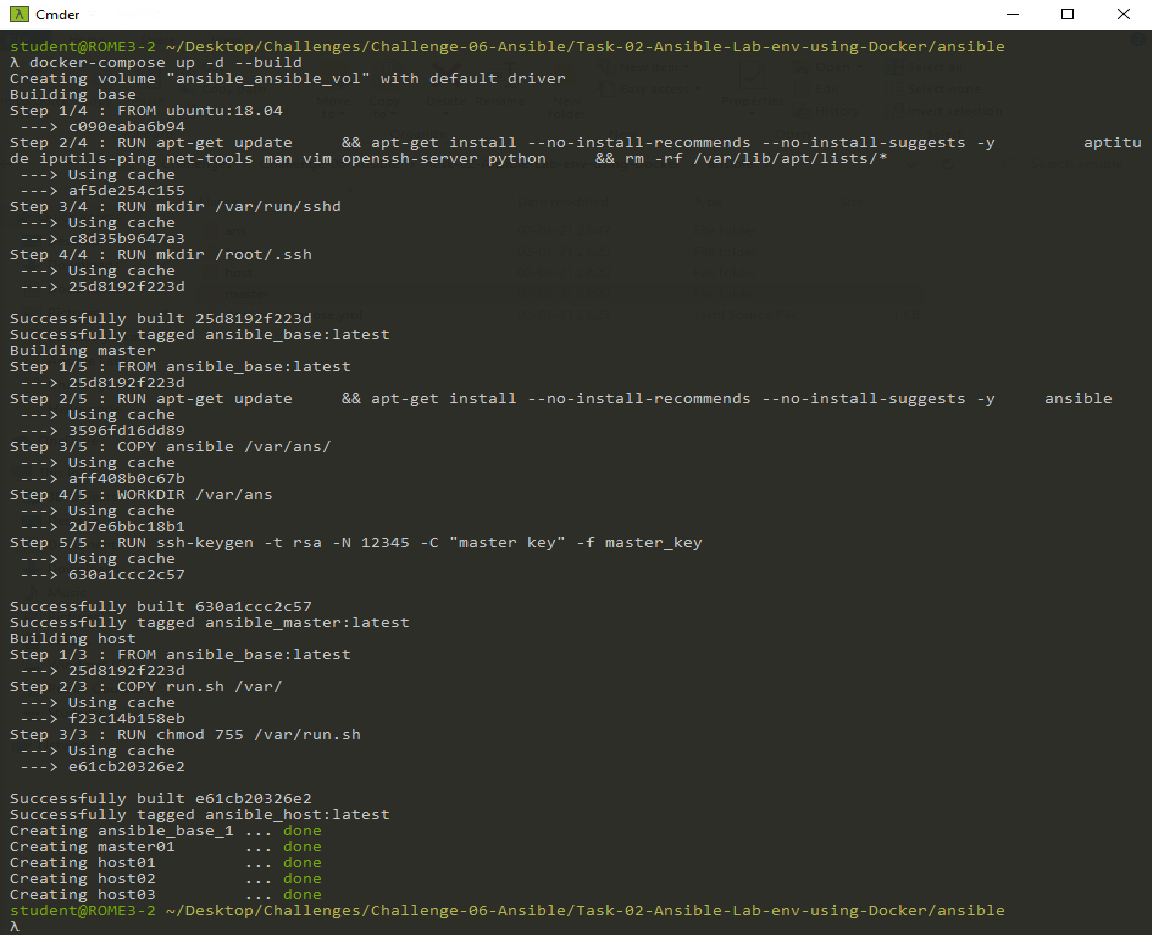 Cmder
student@ROME3-2 ~/Desktop/Challenges/Challenge-06-Ansible/Task-02-Ansible-Lab-env-using-Docker/ansible
λ docker-compose up -d --build
Creating volume "ansible_ansible_vol" with default driver
Building base
Step 1/4 : FROM ubuntu:18.04
 ---> c090eaba6b94
Step 2/4 : RUN apt-get update     && apt-get install --no-install-recommends --no-install-suggests -y         aptitu
de iputils-ping net-tools man vim openssh-server python     && rm -rf /var/lib/apt/lists/*
 ---> Using cache
 ---> af5de254c155
Step 3/4 : RUN mkdir /var/run/sshd
 ---> Using cache
 ---> c8d35b9647a3
Step 4/4 : RUN mkdir /root/.ssh
 ---> Using cache
 ---> 25d8192f223d
Successfully built 25d8192f223d
Successfully tagged ansible_base:latest
Building master
Step 1/5 : FROM ansible_base:latest
 ---> 25d8192f223d
Step 2/5 : RUN apt-get update     && apt-get install --no-install-recommends --no-install-suggests -y     ansible
 ---> Using cache
 ---> 3596fd16dd89
Step 3/5 : COPY ansible /var/ans/
 ---> Using cache
 ---> aff408b0c67b
Step 4/5 : WORKDIR /var/ans
 ---> Using cache
 ---> 2d7e6bbc18b1
Step 5/5 : RUN ssh-keygen -t rsa -N 12345 -C "master key" -f master_key
 ---> Using cache
 ---> 630a1ccc2c57
Successfully built 630a1ccc2c57
Successfully tagged ansible_master:latest
Building host
Step 1/3 : FROM ansible_base:latest
 ---> 25d8192f223d
Step 2/3 : COPY run.sh /var/
 ---> Using cache
 ---> f23c14b158eb
Step 3/3 : RUN chmod 755 /var/run.sh
 ---> Using cache
 ---> e61cb20326e2
Successfully built e61cb20326e2
Successfully tagged ansible_host:latest
Creating ansible_base_1 ... done
Creating master01       ... done
Creating host01         ... done
Creating host02         ... done
Creating host03         ... done
student@ROME3-2 ~/Desktop/Challenges/Challenge-06-Ansible/Task-02-Ansible-Lab-env-using-Docker/ansible
λ